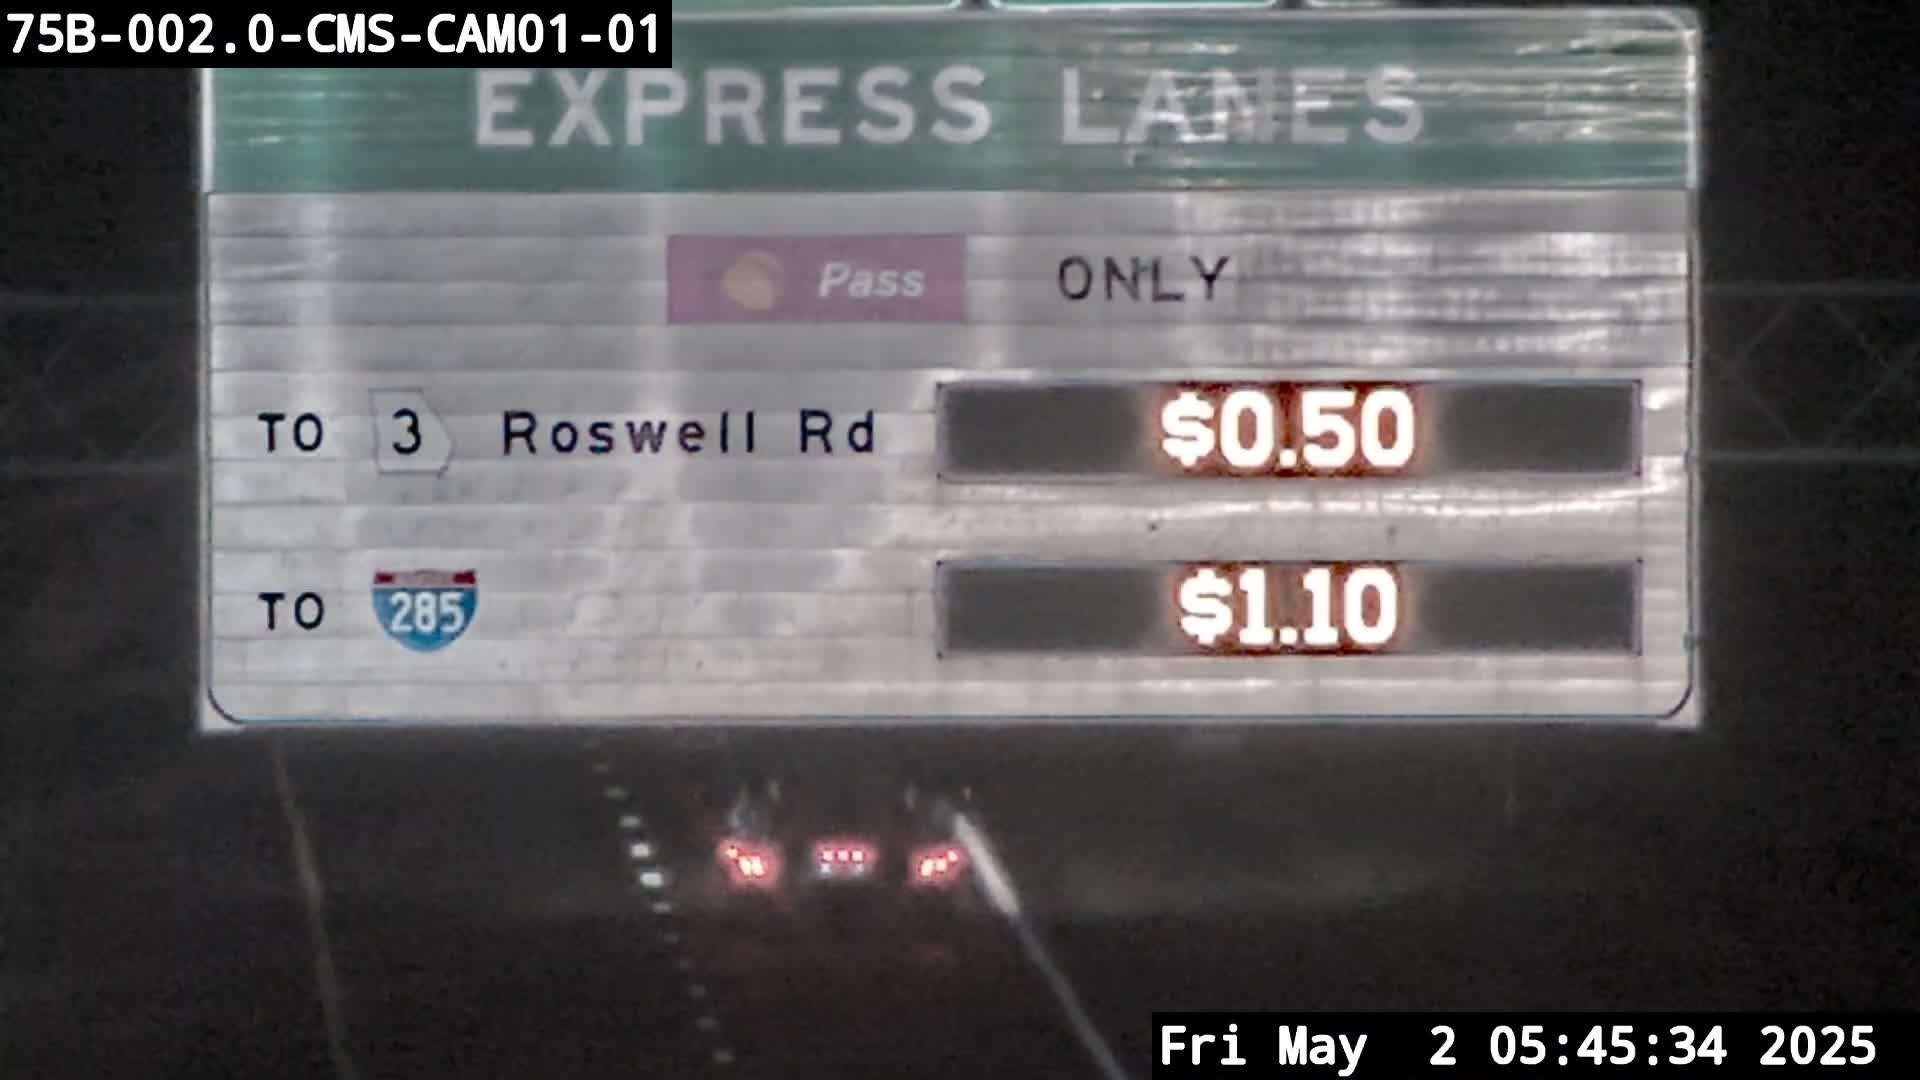 75B-002.0-CMS-CAM01-01
EXPRESS LANES
Pass ONLY
TO 3 Roswell Rd $0.50
TO 285 $1.10
Fri May 2 05:45:34 2025